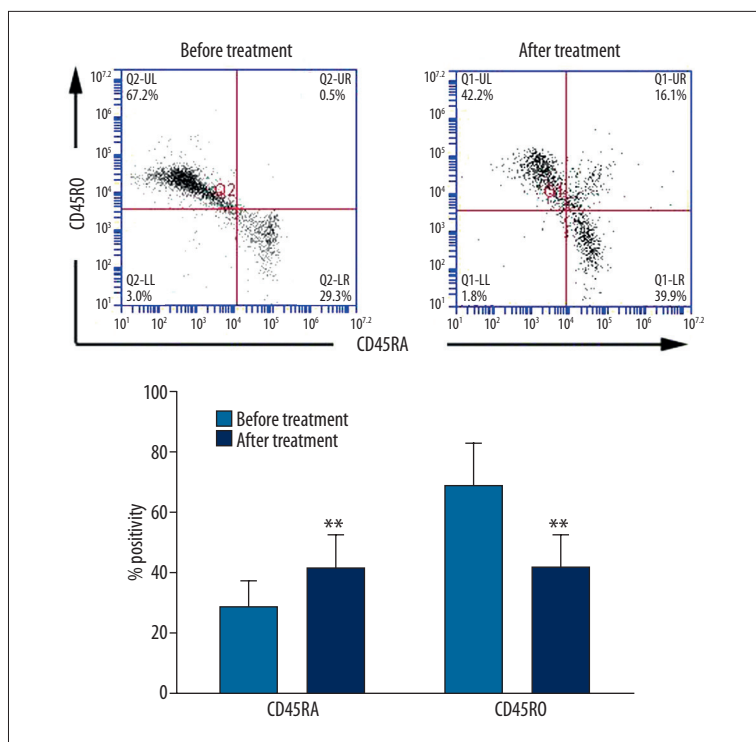 Before treatment
After treatment
Q2-UL
67.2%
Q2-UR
0.5%
Q2-LL
3.0%
Q2-LR
29.3%
Q2
10^7.2
10^6
10^5
10^4
10^3
10^2
10^1
10^1
10^2
10^3
10^4
10^5
10^6
10^7.2
CD45RO
Q1-UL
42.2%
Q1-UR
16.1%
Q1-LL
1.8%
Q1-LR
39.9%
10^7.2
10^6
10^5
10^4
10^3
10^2
10^1
10^1
10^2
10^3
10^4
10^5
10^6
10^7.2
CD45RA
100
80
60
40
20
0
% positivity
Before treatment
After treatment
**
**
CD45RA
CD45RO